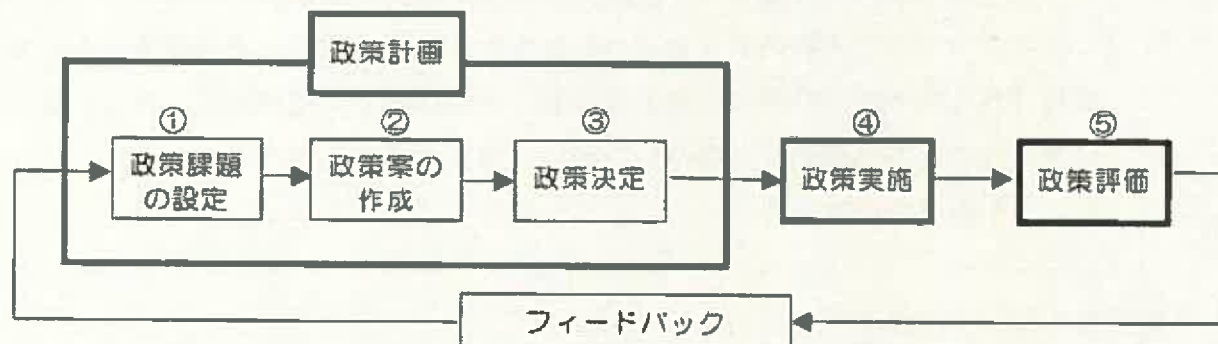 政策計画
①
政策課題
の設定
②
政策案の
作成
③
政策決定
④
政策実施
⑤
政策評価
フィードバック